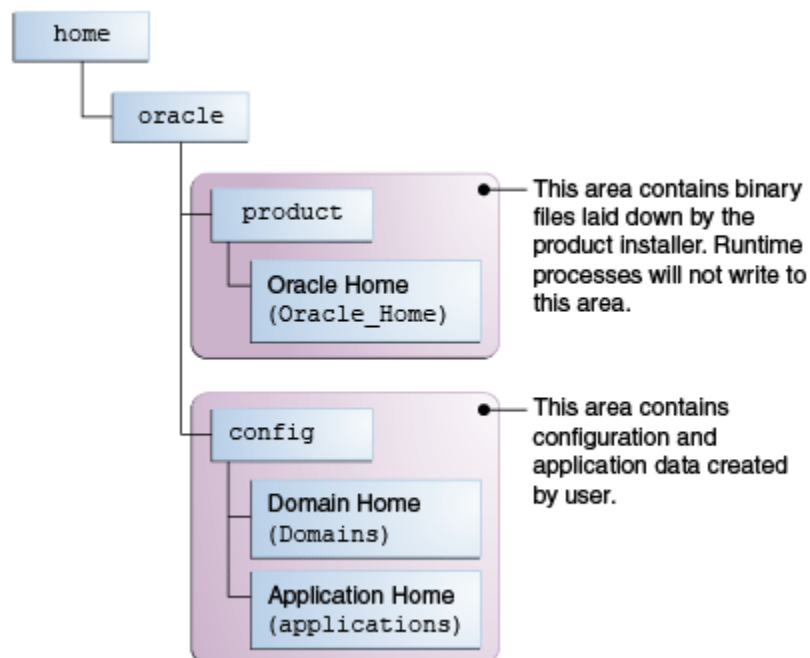 home
oracle
product
Oracle Home
(Oracle_Home)
This area contains binary
files laid down by the
product installer. Runtime
processes will not write to
this area.
config
Domain Home
(Domains)
Application Home
(applications)
This area contains
configuration and
application data created
by user.